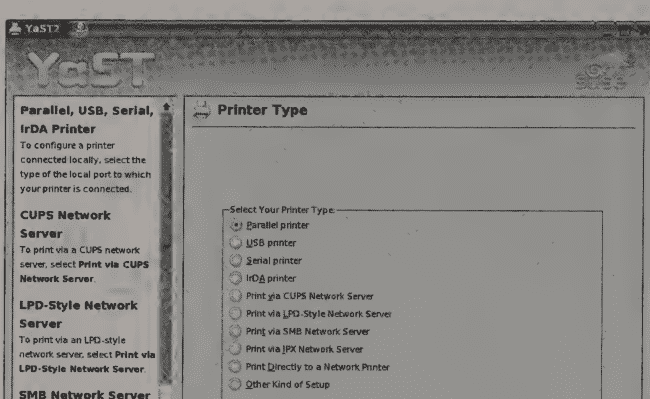 YaST2
YaST
Parallel, USB, Serial,
IrDA Printer
To configure a printer
connected locally, select the
type of the local port to which
your printer is connected.
CUPS Network
Server
To print via a CUPS network
server, select Print via CUPS
Network Server.
LPD-Style Network
Server
To print via an LPD-style
network server, select Print via
LPD-Style Network Server.
SMB Network Server
Printer Type
Select Your Printer Type
Parallel printer
USB printer
Serial printer
IrDA printer
Print via CUPS Network Server
Print via LPD-Style Network Server
Print via SMB Network Server
Print via IPX Network Server
Print Directly to a Network Printer
Other Kind of Setup